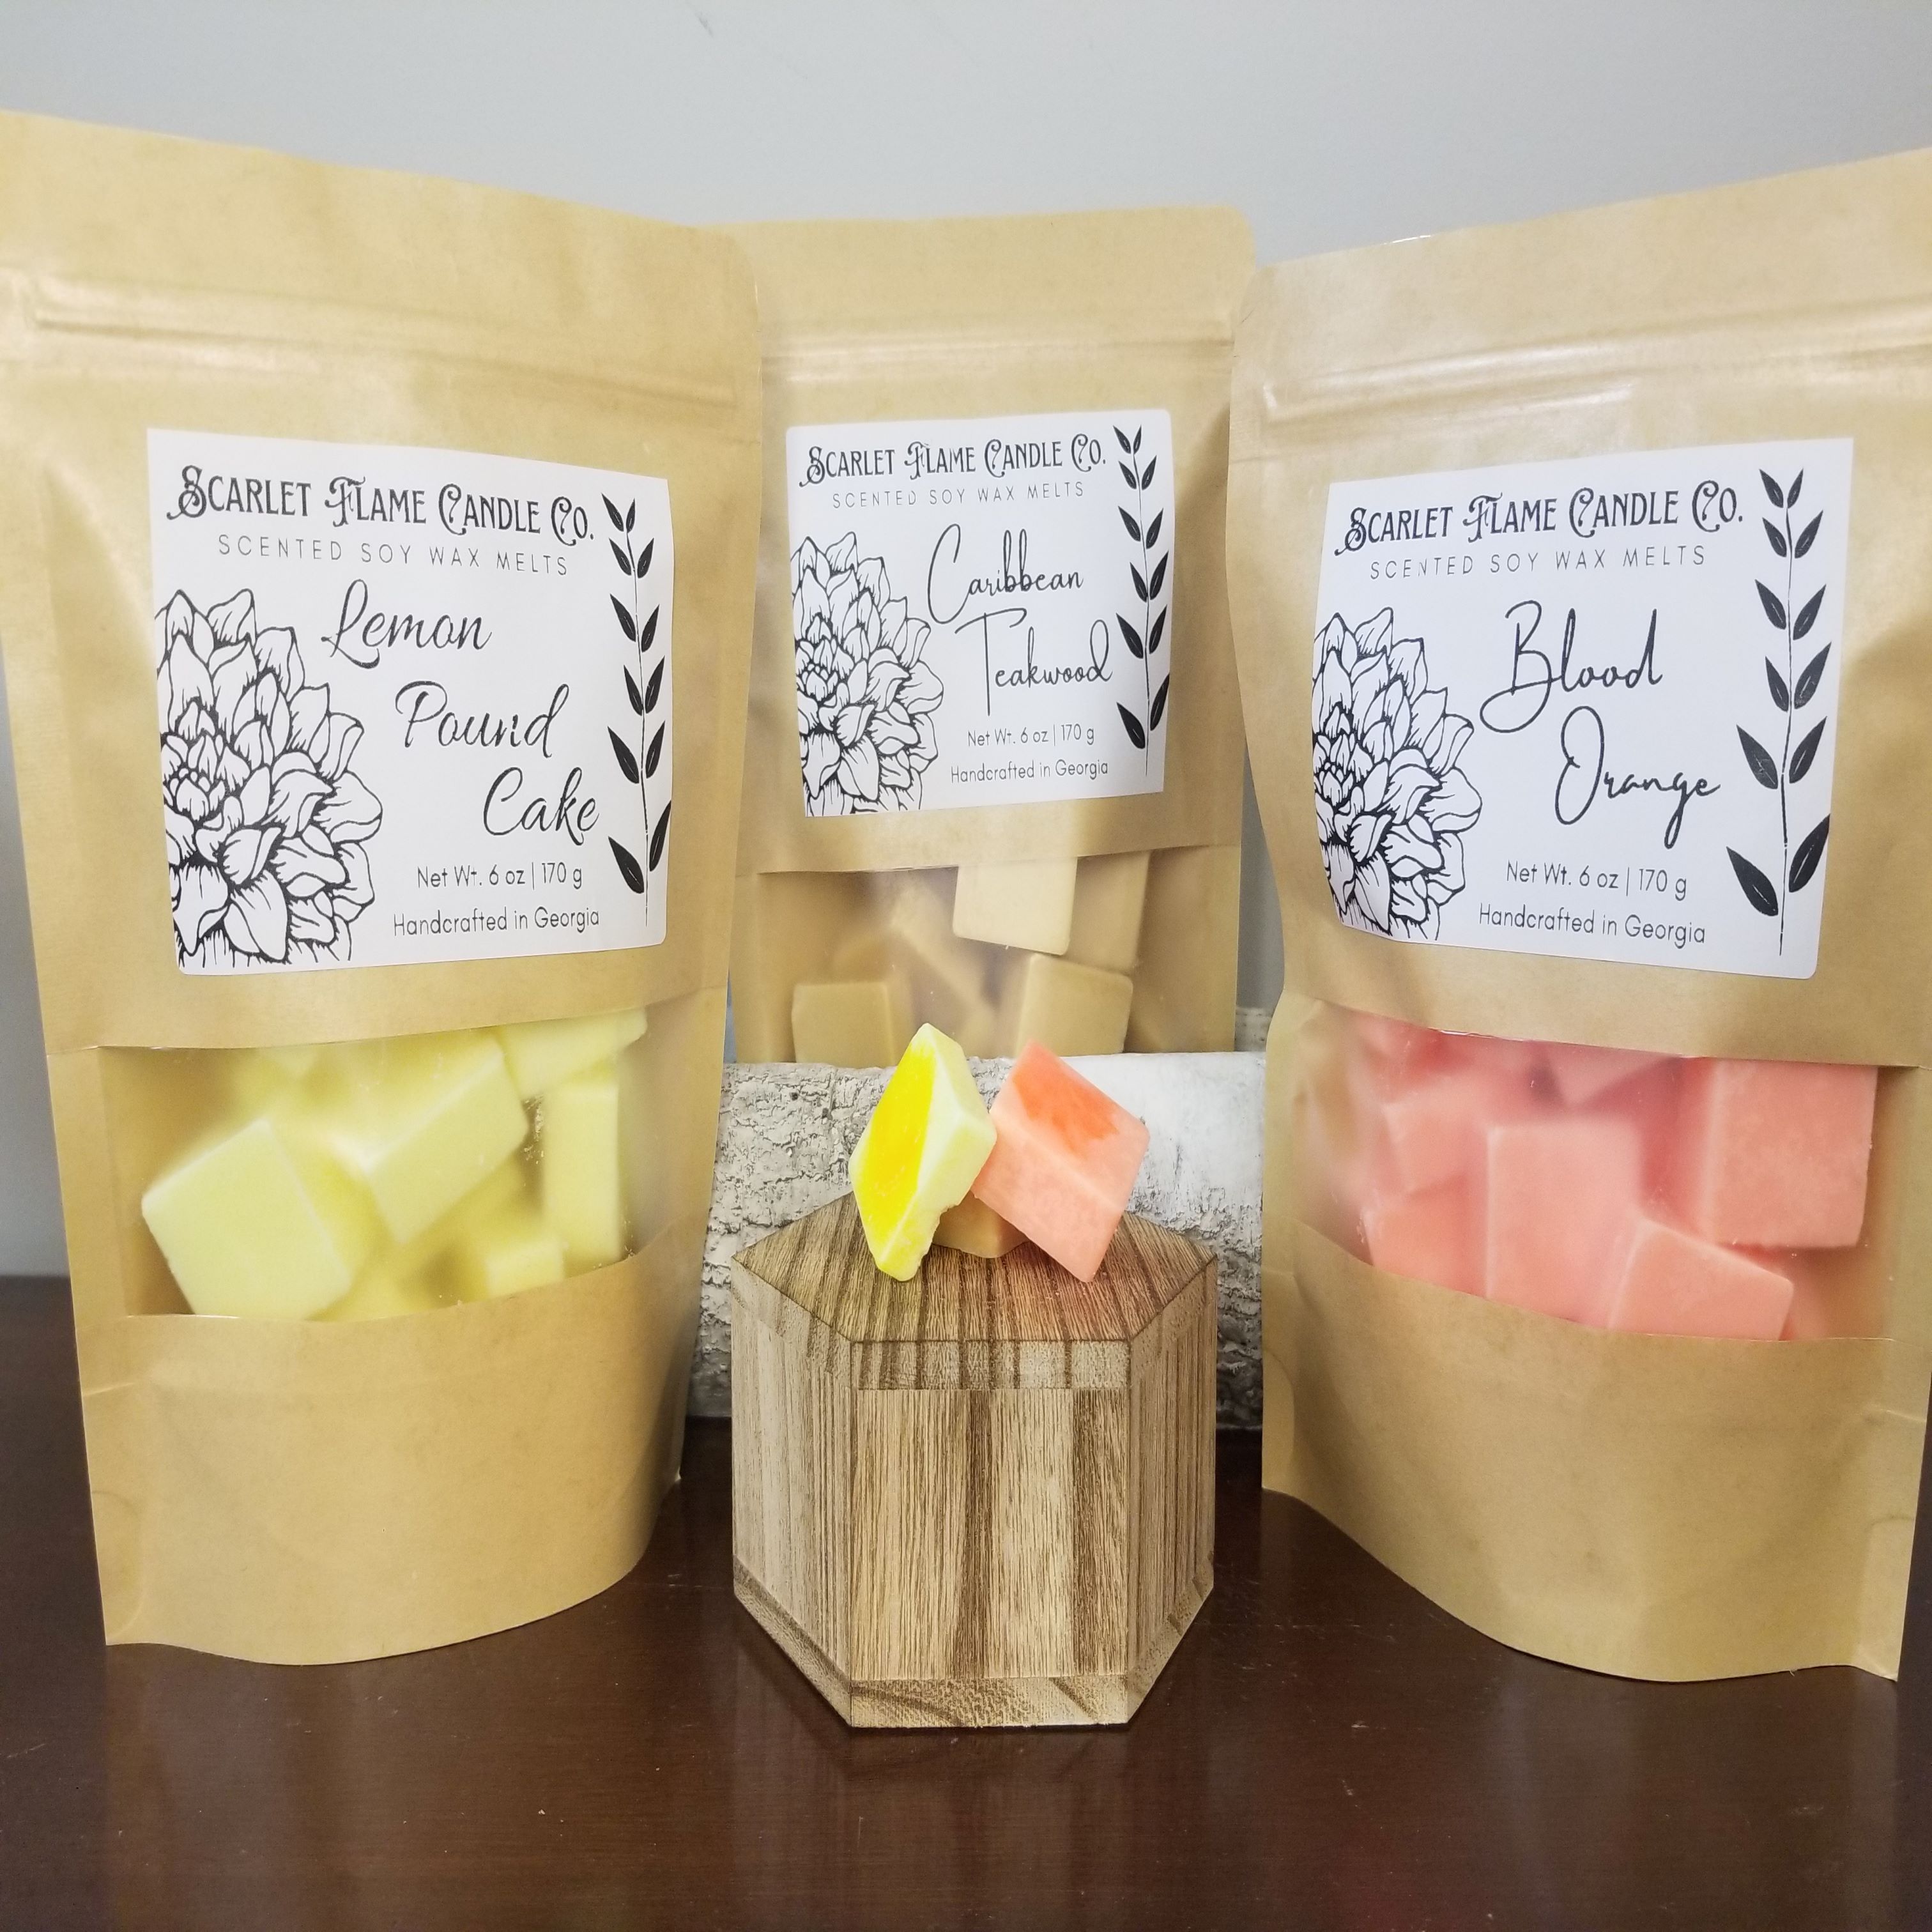 SCARLET FLAME CANDLE CO.
SCENTED SOY WAX MELTS
Lemon
Pound
Cake
Net Wt. 6 oz | 170 g
Handcrafted in Georgia
SCARLET FLAME CANDLE CO.
SCENTED SOY WAX MELTS
Caribbean
Teakwood
Net Wt. 6 oz | 170 g
Handcrafted in Georgia
SCARLET FLAME CANDLE CO.
SCENTED SOY WAX MELTS
Blood
Orange
Net Wt. 6 oz | 170 g
Handcrafted in Georgia